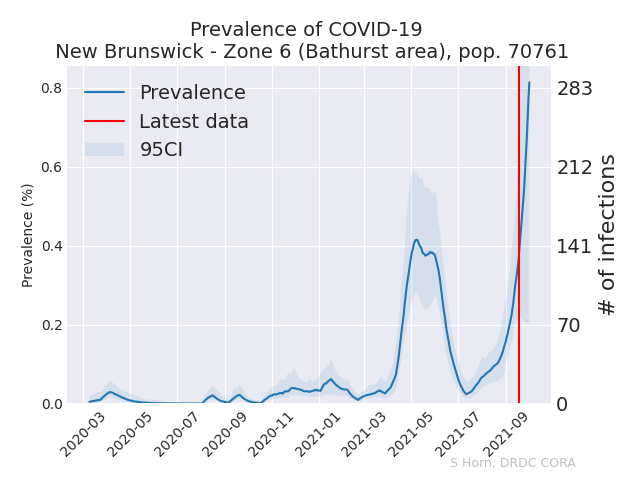 Prevalence of COVID-19
New Brunswick - Zone 6 (Bathurst area), pop. 70761
Prevalence
Latest data
95CI
Prevalence (%)
0.8
0.6
0.4
0.2
0.0
283
212
141
70
0
# of infections
2020-03
2020-05
2020-07
2020-09
2020-11
2021-01
2021-03
2021-05
2021-07
2021-09
S Horn, DRDC CORA